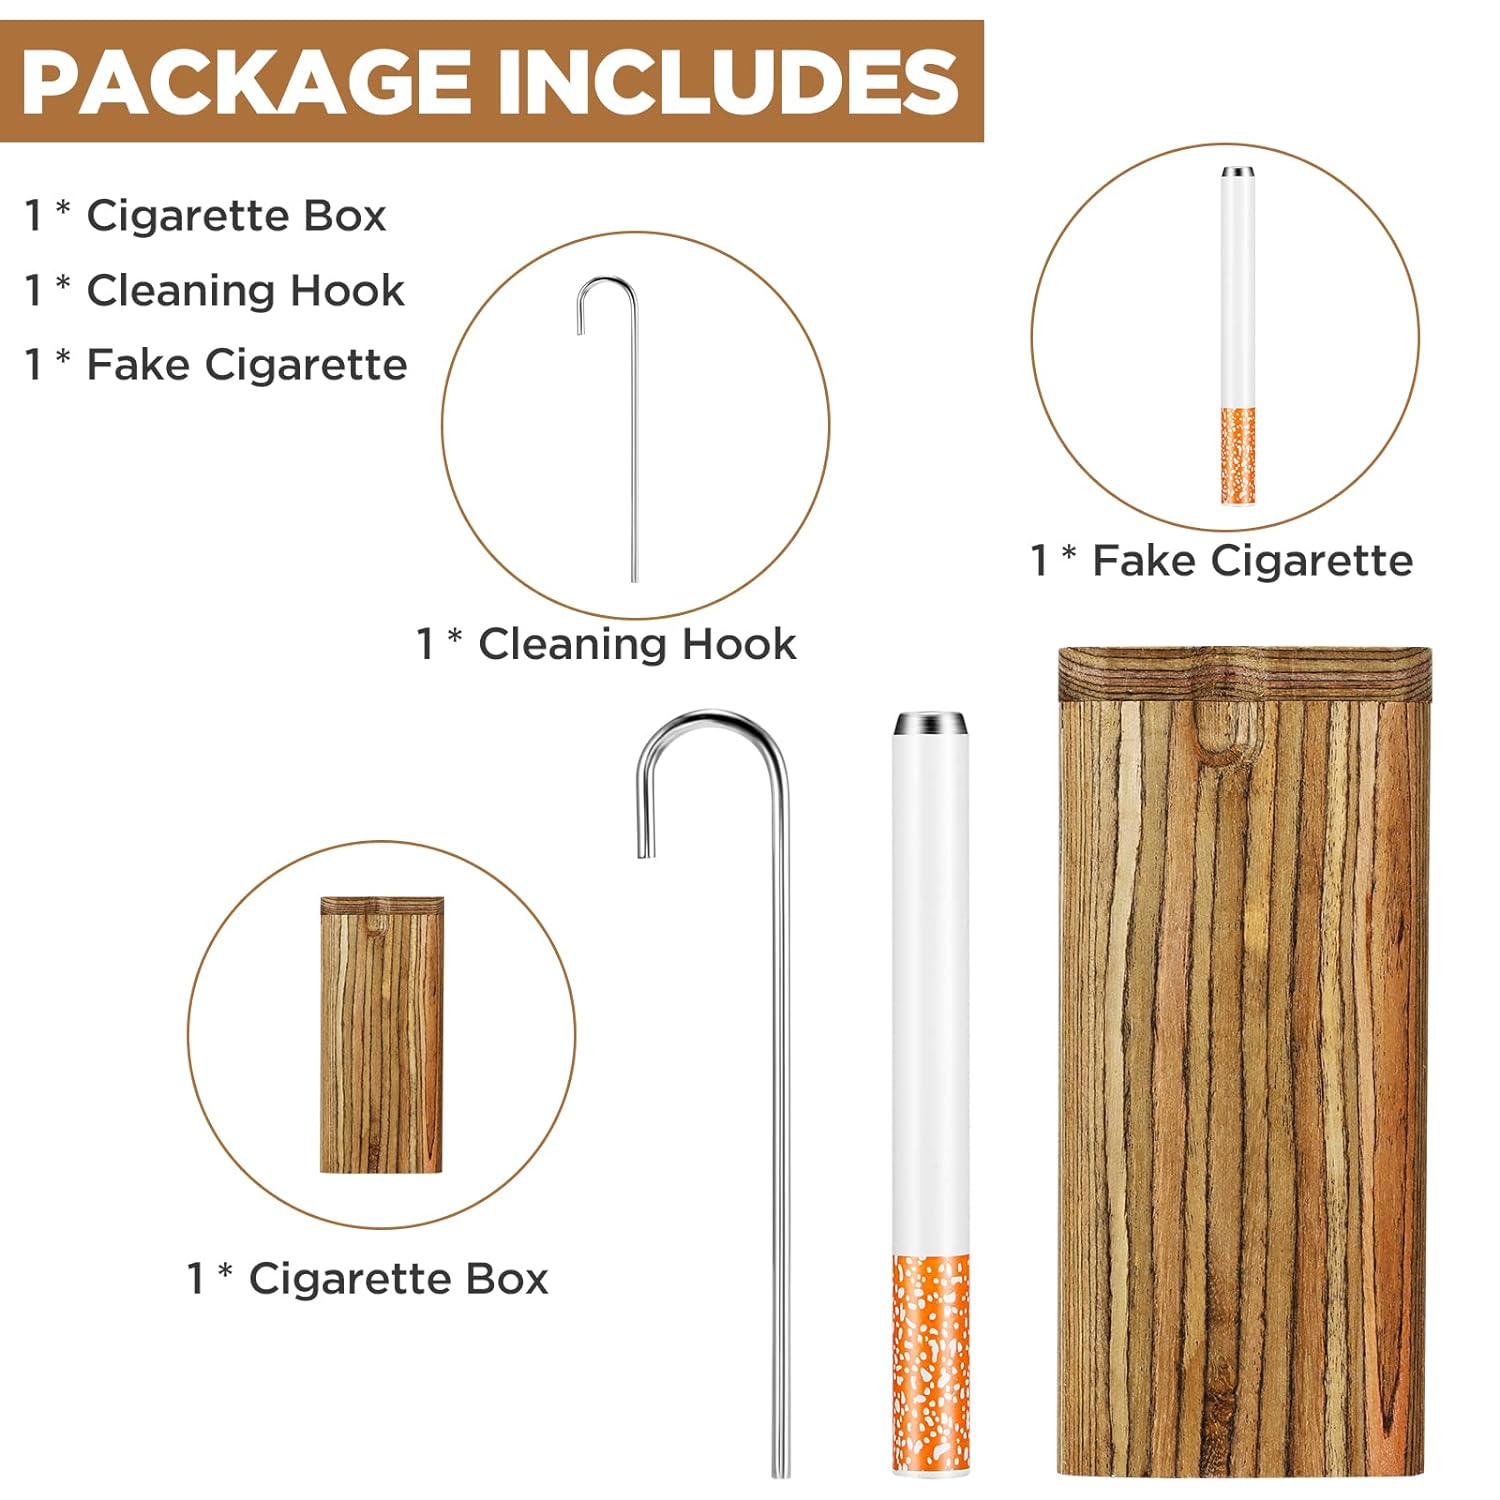 PACKAGE INCLUDES
1 * Cigarette Box
1 * Cleaning Hook
1 * Fake Cigarette
1 * Fake Cigarette
1 * Cleaning Hook
1 * Cigarette Box